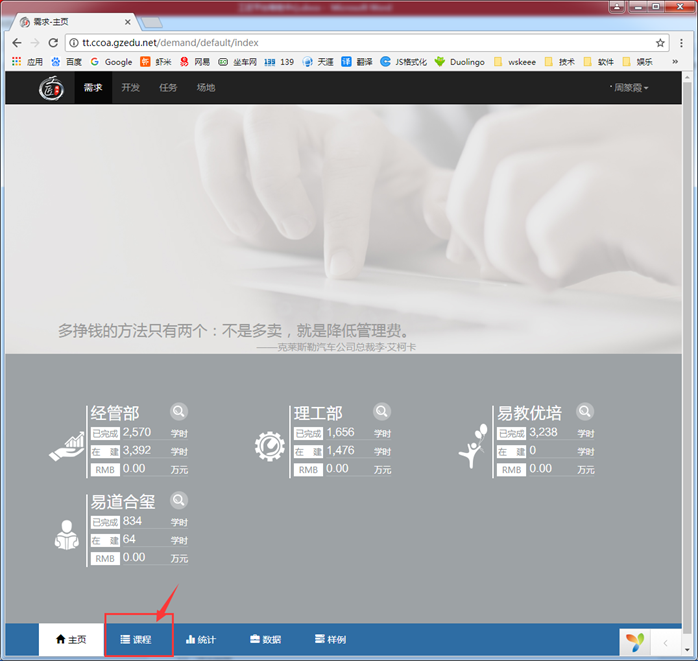 需求-主页
tt.ccoa.gzedu.net/demand/default/index
应用 百度 Google 虾米 网易 天涯 坐车网 139 天涯 翻译 JS格式化 Duolingo wskeee 技术 软件 娱乐 »
需求 开发 任务 场地
多挣钱的方法只有两个：不是多卖，就是降低管理费。
——克莱斯勒汽车公司总裁李·艾柯卡
经管部
已完成 2,570 学时
在 建 3,392 学时
RMB 0.00 万元
理工部
已完成 1,656 学时
在 建 1,476 学时
RMB 0.00 万元
易教优培
已完成 3,238 学时
在 建 0 学时
RMB 0.00 万元
易道合玺
已完成 834 学时
在 建 64 学时
RMB 0.00 万元
主页 课程 统计 数据 样例